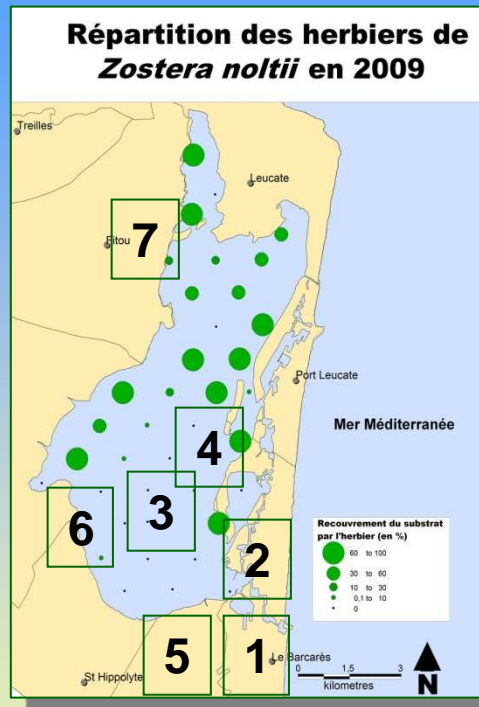 Répartition des herbiers de
Zostera noltii en 2009
Treilles
Leucate
7
Fitou
Port Leucate
Mer Méditerranée
4
3
6
2
Recouvrement du substrat
par l'herbier (en %)
60 to 100
30 to 60
10 to 30
0,1 to 10
0
5
1
Le Barcarès
St Hippolyte
0 1,5 3
kilometres
N